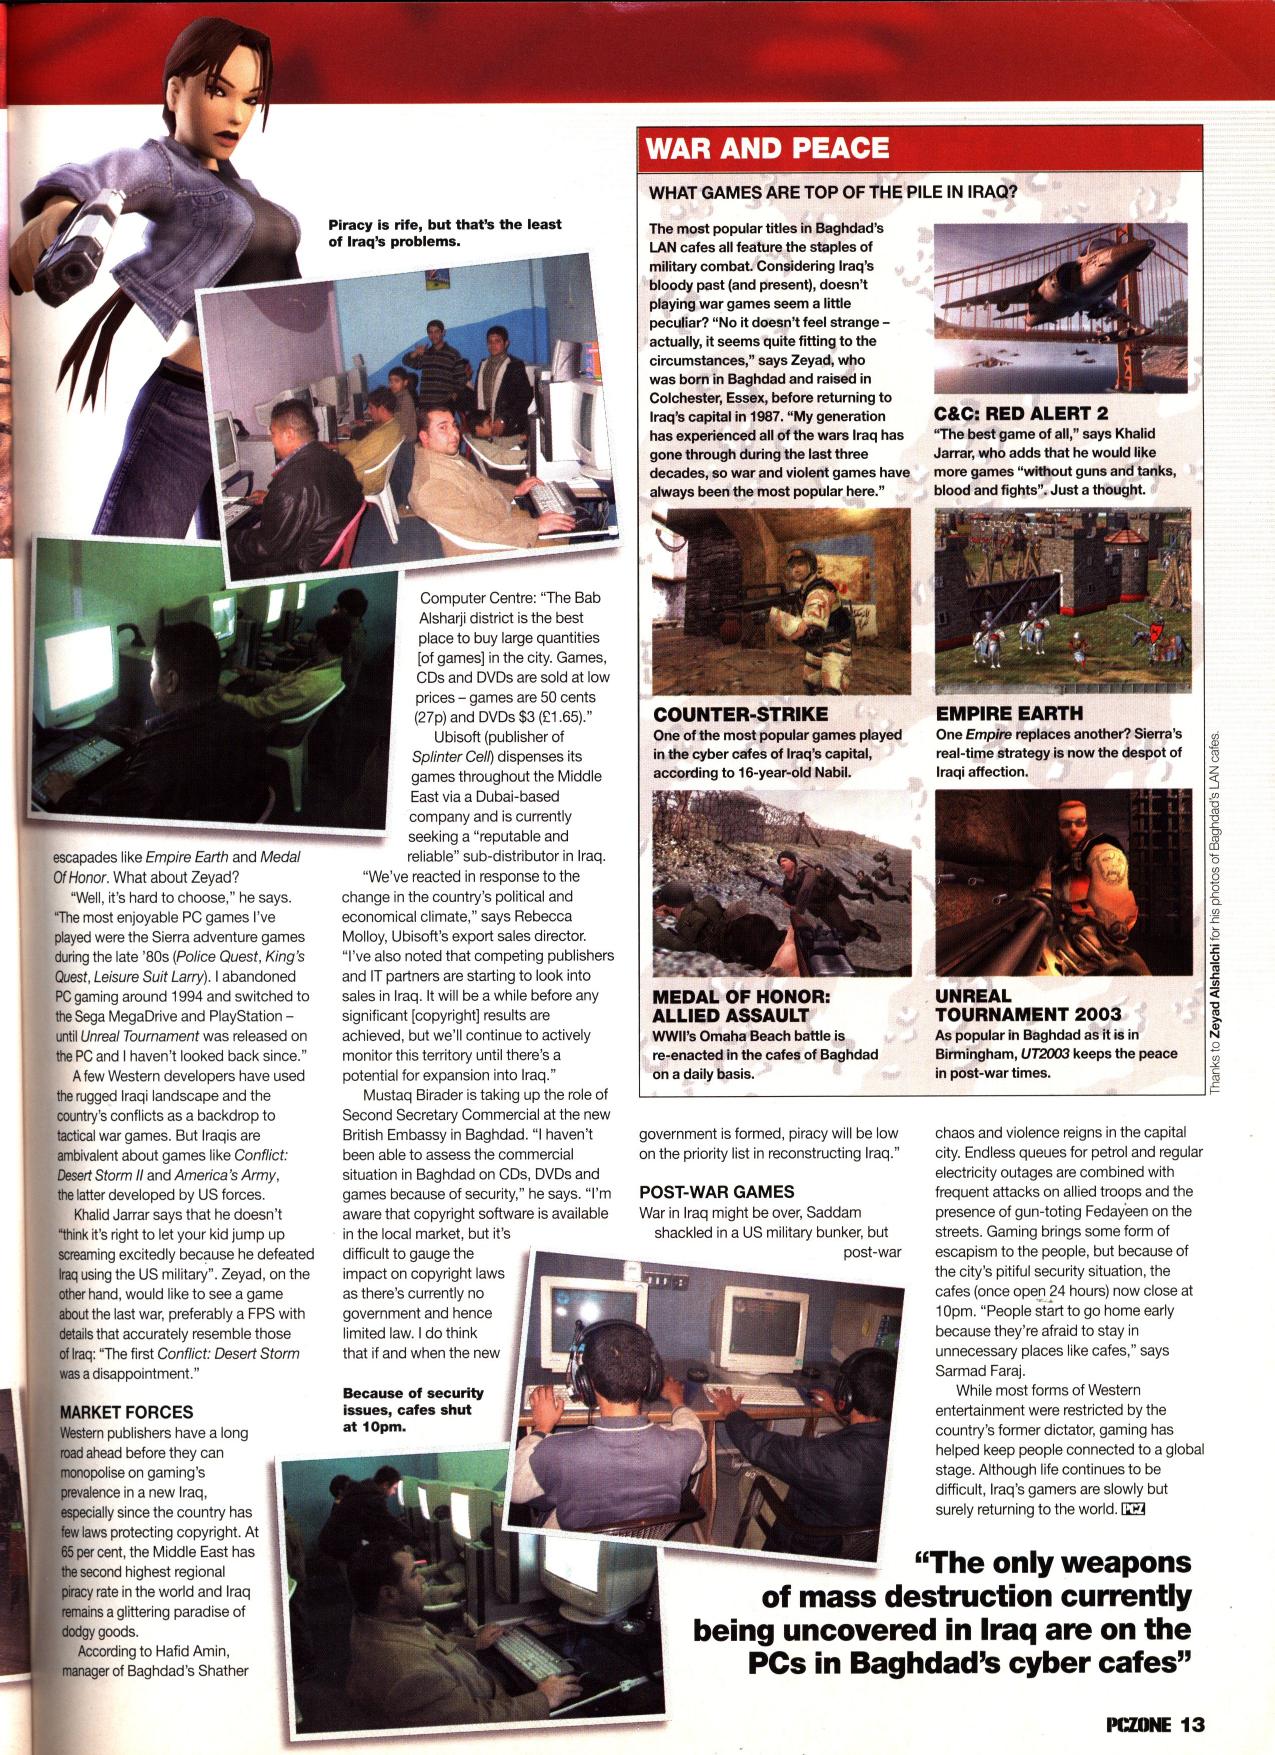 Piracy is rife, but that's the least
of Iraq's problems.
escapades like Empire Earth and Medal
Of Honor. What about Zeyad?
"Well, it's hard to choose," he says.
"The most enjoyable PC games I've
played were the Sierra adventure games
during the late '80s (Police Quest, King's
Quest, Leisure Suit Larry). I abandoned
PC gaming around 1994 and switched to
the Sega MegaDrive and PlayStation –
until Unreal Tournament was released on
the PC and I haven't looked back since."
A few Western developers have used
the rugged Iraqi landscape and the
country's conflicts as a backdrop to
tactical war games. But Iraqis are
ambivalent about games like Conflict:
Desert Storm II and America's Army,
the latter developed by US forces.
Khalid Jarrar says that he doesn't
"think it's right to let your kid jump up
screaming excitedly because he defeated
Iraq using the US military". Zeyad, on the
other hand, would like to see a game
about the last war, preferably a FPS with
details that accurately resemble those
of Iraq: "The first Conflict: Desert Storm
was a disappointment."
MARKET FORCES
Western publishers have a long
road ahead before they can
monopolise on gaming's
prevalence in a new Iraq,
especially since the country has
few laws protecting copyright. At
65 per cent, the Middle East has
the second highest regional
piracy rate in the world and Iraq
remains a glittering paradise of
dodgy goods.
According to Hafid Amin,
manager of Baghdad's Shather
Computer Centre: "The Bab
Alsharji district is the best
place to buy large quantities
[of games] in the city. Games,
CDs and DVDs are sold at low
prices – games are 50 cents
(27p) and DVDs $3 (£1.65)."
Ubisoft (publisher of
Splinter Cell) dispenses its
games throughout the Middle
East via a Dubai-based
company and is currently
seeking a "reputable and
reliable" sub-distributor in Iraq.
"We've reacted in response to the
change in the country's political and
economical climate," says Rebecca
Molloy, Ubisoft's export sales director.
"I've also noted that competing publishers
and IT partners are starting to look into
sales in Iraq. It will be a while before any
significant [copyright] results are
achieved, but we'll continue to actively
monitor this territory until there's a
potential for expansion into Iraq."
Mustaq Birader is taking up the role of
Second Secretary Commercial at the new
British Embassy in Baghdad. "I haven't
been able to assess the commercial
situation in Baghdad on CDs, DVDs and
games because of security," he says. "I'm
aware that copyright software is available
in the local market, but it's
difficult to gauge the
impact on copyright laws
as there's currently no
government and hence
limited law. I do think
that if and when the new
Because of security
issues, cafes shut
at 10pm.
government is formed, piracy will be low
on the priority list in reconstructing Iraq."
POST-WAR GAMES
War in Iraq might be over, Saddam
shackled in a US military bunker, but
post-war
chaos and violence reigns in the capital
city. Endless queues for petrol and regular
electricity outages are combined with
frequent attacks on allied troops and the
presence of gun-toting Fedayeen on the
streets. Gaming brings some form of
escapism to the people, but because of
the city's pitiful security situation, the
cafes (once open 24 hours) now close at
10pm. "People start to go home early
because they're afraid to stay in
unnecessary places like cafes," says
Sarmad Faraj.
While most forms of Western
entertainment were restricted by the
country's former dictator, gaming has
helped keep people connected to a global
stage. Although life continues to be
difficult, Iraq's gamers are slowly but
surely returning to the world. PCZ
"The only weapons
of mass destruction currently
being uncovered in Iraq are on the
PCs in Baghdad's cyber cafes"
WAR AND PEACE
WHAT GAMES ARE TOP OF THE PILE IN IRAQ?
The most popular titles in Baghdad's
LAN cafes all feature the staples of
military combat. Considering Iraq's
bloody past (and present), doesn't
playing war games seem a little
peculiar? "No it doesn't feel strange –
actually, it seems quite fitting to the
circumstances," says Zeyad, who
was born in Baghdad and raised in
Colchester, Essex, before returning to
Iraq's capital in 1987. "My generation
has experienced all of the wars Iraq has
gone through during the last three
decades, so war and violent games have
always been the most popular here."
C&C: RED ALERT 2
"The best game of all," says Khalid
Jarrar, who adds that he would like
more games "without guns and tanks,
blood and fights". Just a thought.
COUNTER-STRIKE
One of the most popular games played
in the cyber cafes of Iraq's capital,
according to 16-year-old Nabil.
EMPIRE EARTH
One Empire replaces another? Sierra's
real-time strategy is now the despot of
Iraqi affection.
MEDAL OF HONOR:
ALLIED ASSAULT
WWII's Omaha Beach battle is
re-enacted in the cafes of Baghdad
on a daily basis.
UNREAL
TOURNAMENT 2003
As popular in Baghdad as it is in
Birmingham, UT2003 keeps the peace
in post-war times.
Thanks to Zeyad Alshalchi for his photos of Baghdad's LAN cafes.
PCZONE 13